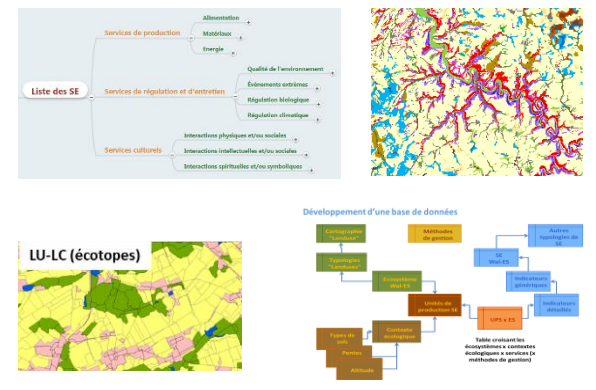 Alimentation
Services de production
Matériaux
Energie
Qualité de l'environnement
Liste des SE
Services de régulation et d'entretien
Événements extrêmes
Régulation biologique
Régulation climatique
Interactions physiques et/ou sociales
Services culturels
Interactions intellectuelles et/ou sociales
Interactions spirituelles et/ou symboliques
LU-LC (écotopes)
Développement d'une base de données
Cartographie
"Landuse"
Méthodes
de gestion
Autres
typologies de
SE
Typologies
"Landuses"
SE
Wal-ES
Ecosystème
Wal-ES
Indicateurs
génériques
Unités de
production SE
UPS x ES
Indicateurs
détaillés
Types de
sols
Contexte
écologique
Pentes
Altitude
Table croisant les
écosystèmes x contextes
écologiques x services (x
méthodes de gestion)